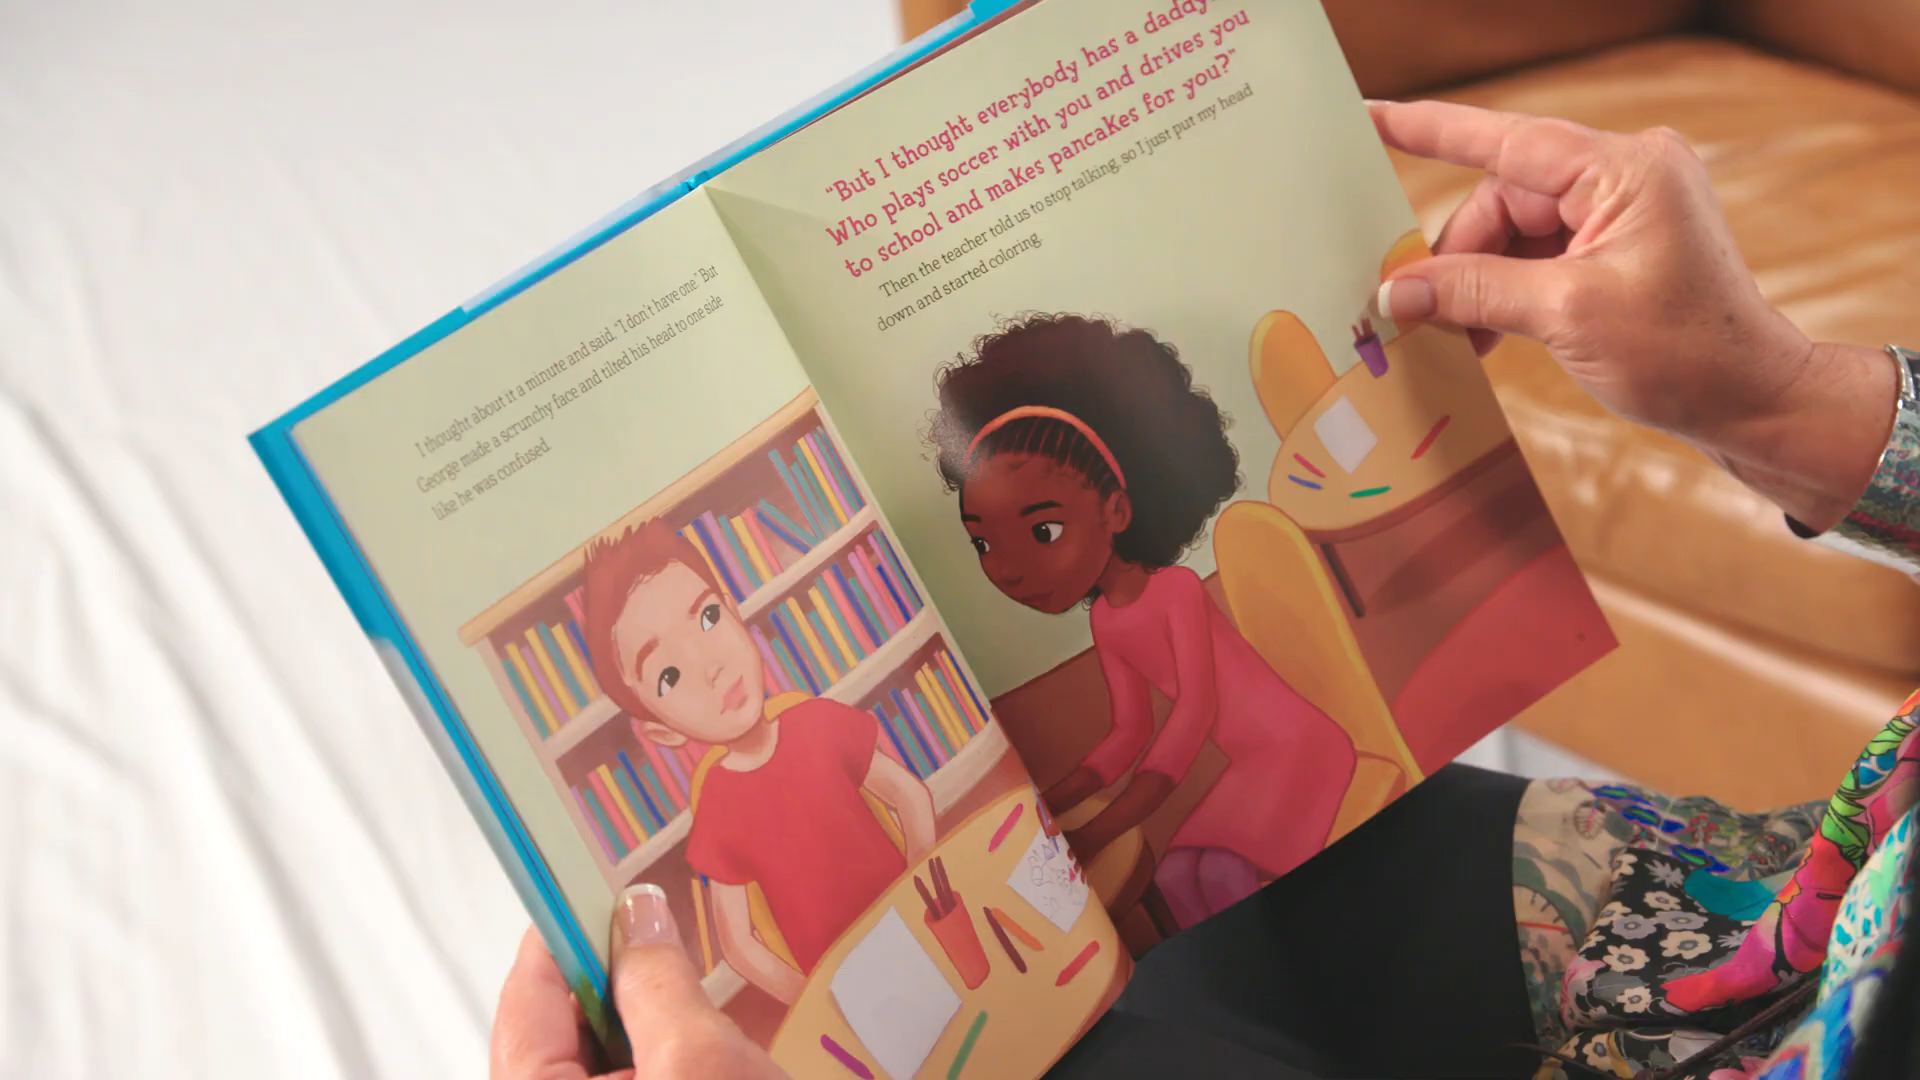 I thought about it a minute and said, "I don't have one." But
George made a scrunchy face and tilted his head to one side
like he was confused.
"But I thought everybody has a daddy?
Who plays soccer with you and drives you
to school and makes pancakes for you?"
Then the teacher told us to stop talking, so I just put my head
down and started coloring.